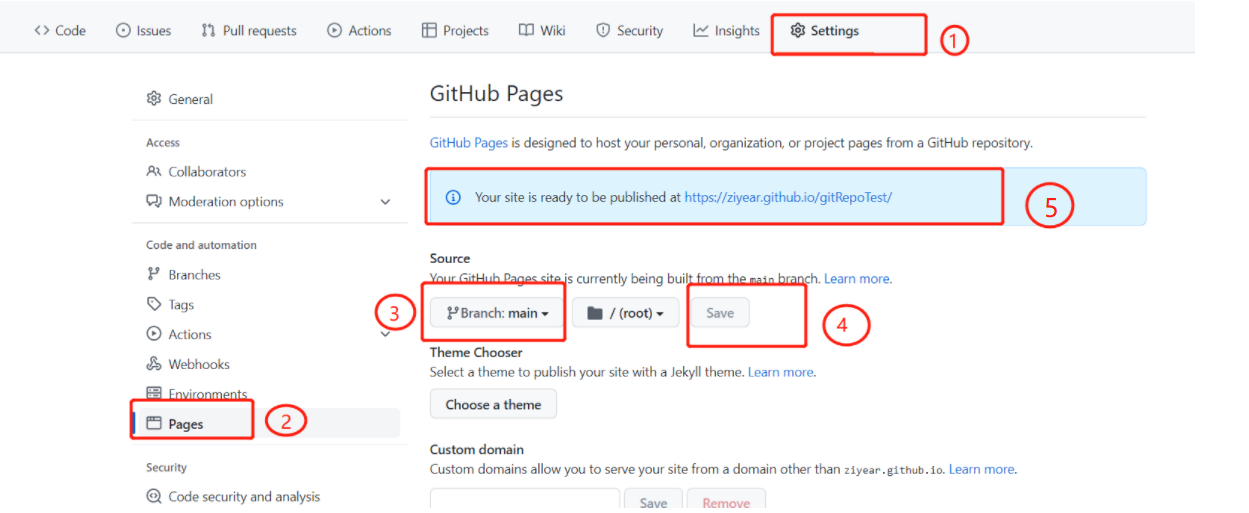 Code Issues Pull requests Actions Projects Wiki Security Insights Settings 1
General
Access
Collaborators
Moderation options
Code and automation
Branches
Tags
Actions
Webhooks
Environments
Pages 2
Security
Code security and analysis
GitHub Pages
GitHub Pages is designed to host your personal, organization, or project pages from a GitHub repository.
Your site is ready to be published at https://ziyear.github.io/gitRepoTest/ 5
Source
Your GitHub Pages site is currently being built from the main branch. Learn more.
3 Branch: main / (root) Save 4
Theme Chooser
Select a theme to publish your site with a Jekyll theme. Learn more.
Choose a theme
Custom domain
Custom domains allow you to serve your site from a domain other than ziyear.github.io. Learn more.
Save Remove